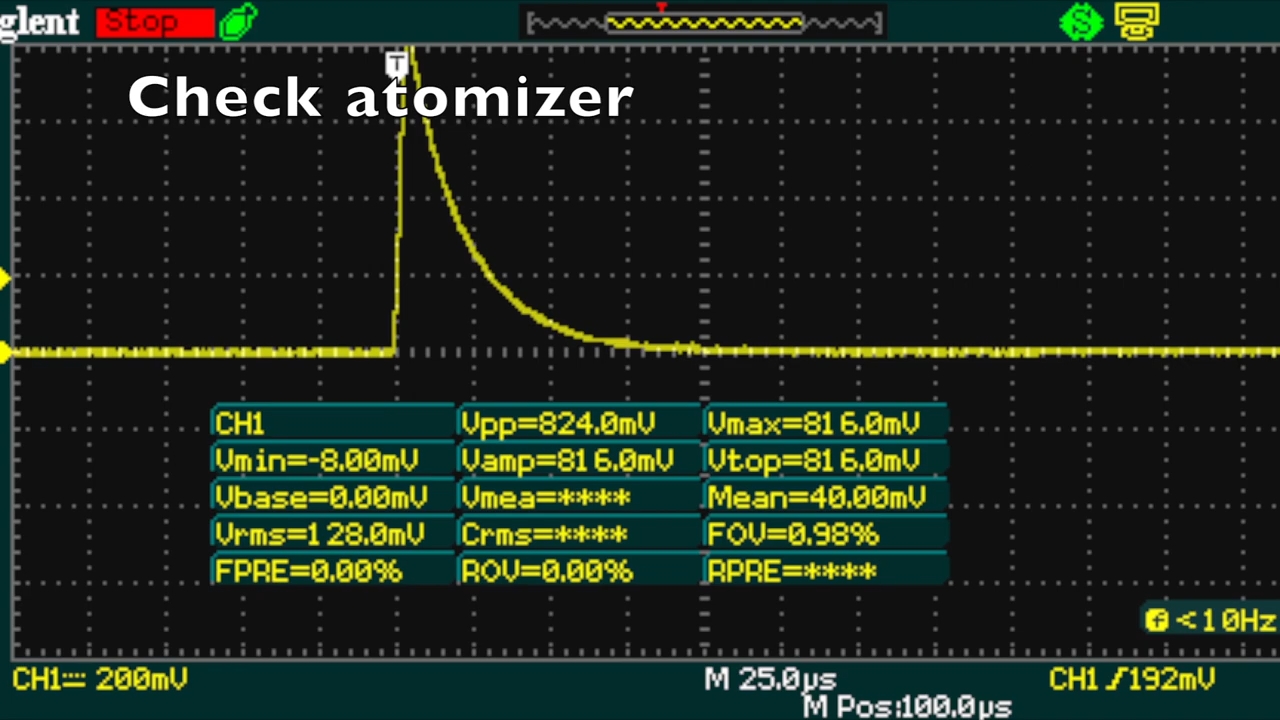 glent Stop
T
Check atomizer
CH1 Vpp=824.0mV Vmax=816.0mV
Vmin=-8.00mV Vamp=816.0mV Vtop=816.0mV
Vbase=0.00mV Vmea=**** Mean=40.00mV
Vrms=128.0mV Crms=**** FOV=0.98%
FPRE=0.00% ROV=0.00% RPRE=****
f <10Hz
CH1 200mV M 25.0µs CH1 /192mV
M Pos:100.0µs